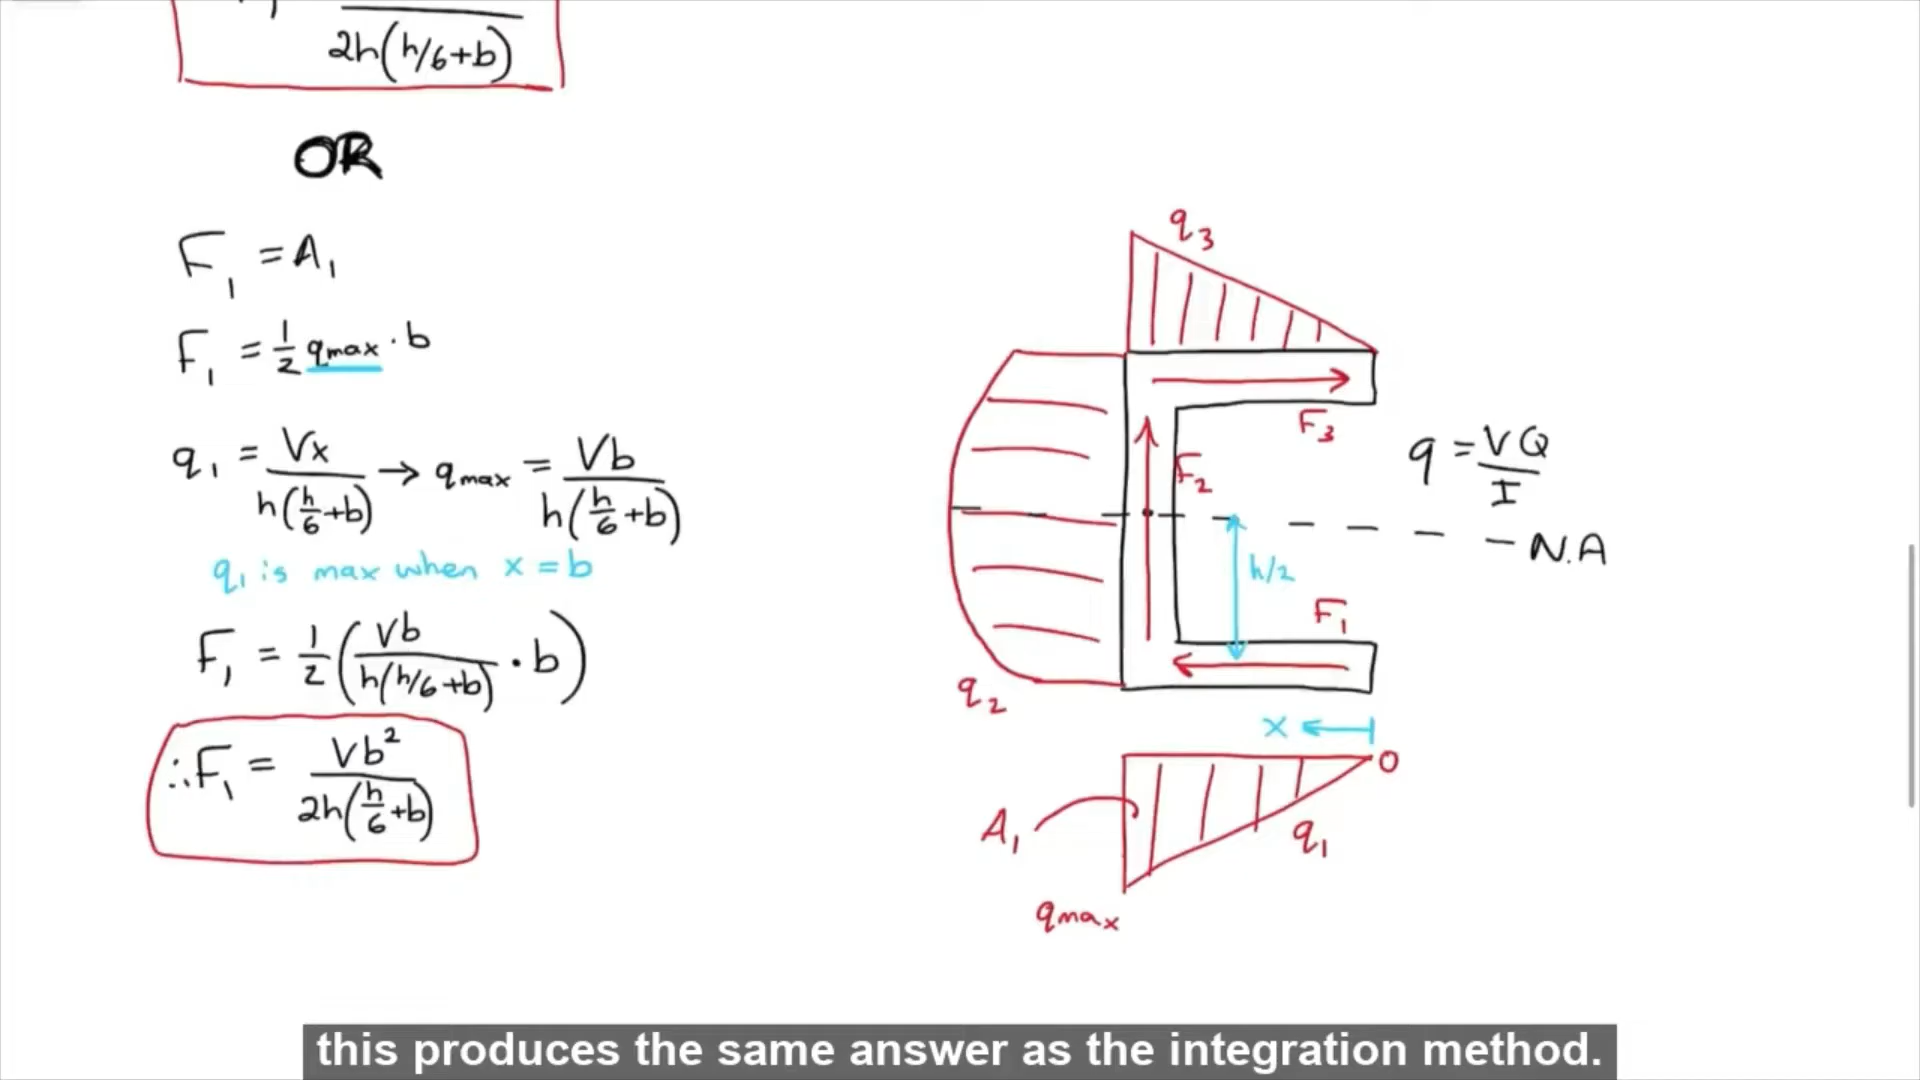 2h(h/6+b)
OR
F₁ = A₁
F₁ = 1/2 qmax · b
q₁ = Vx / h(h/6+b) → qmax = Vb / h(h/6+b)
q₁ is max when x = b
F₁ = 1/2 (Vb / h(h/6+b) · b)
∴ F₁ = Vb² / 2h(h/6+b)
q₃
F₃
F₂
q = VQ / I
N.A
h/2
F₁
q₂
x
O
A₁
q₁
qmax
this produces the same answer as the integration method.